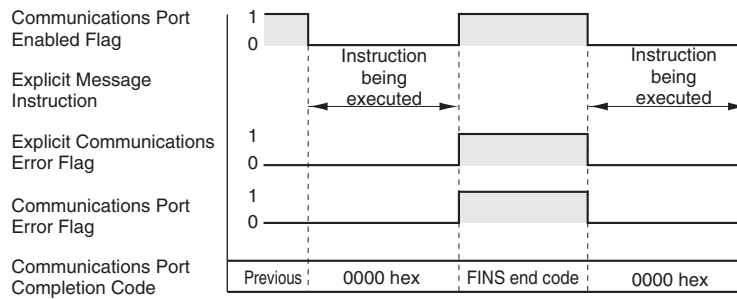 Communications Port
Enabled Flag
1
0
Instruction
being
executed
Instruction
being
executed
Explicit Message
Instruction
Explicit Communications
Error Flag
1
0
Communications Port
Error Flag
1
0
Communications Port
Completion Code
Previous
0000 hex
FINS end code
0000 hex